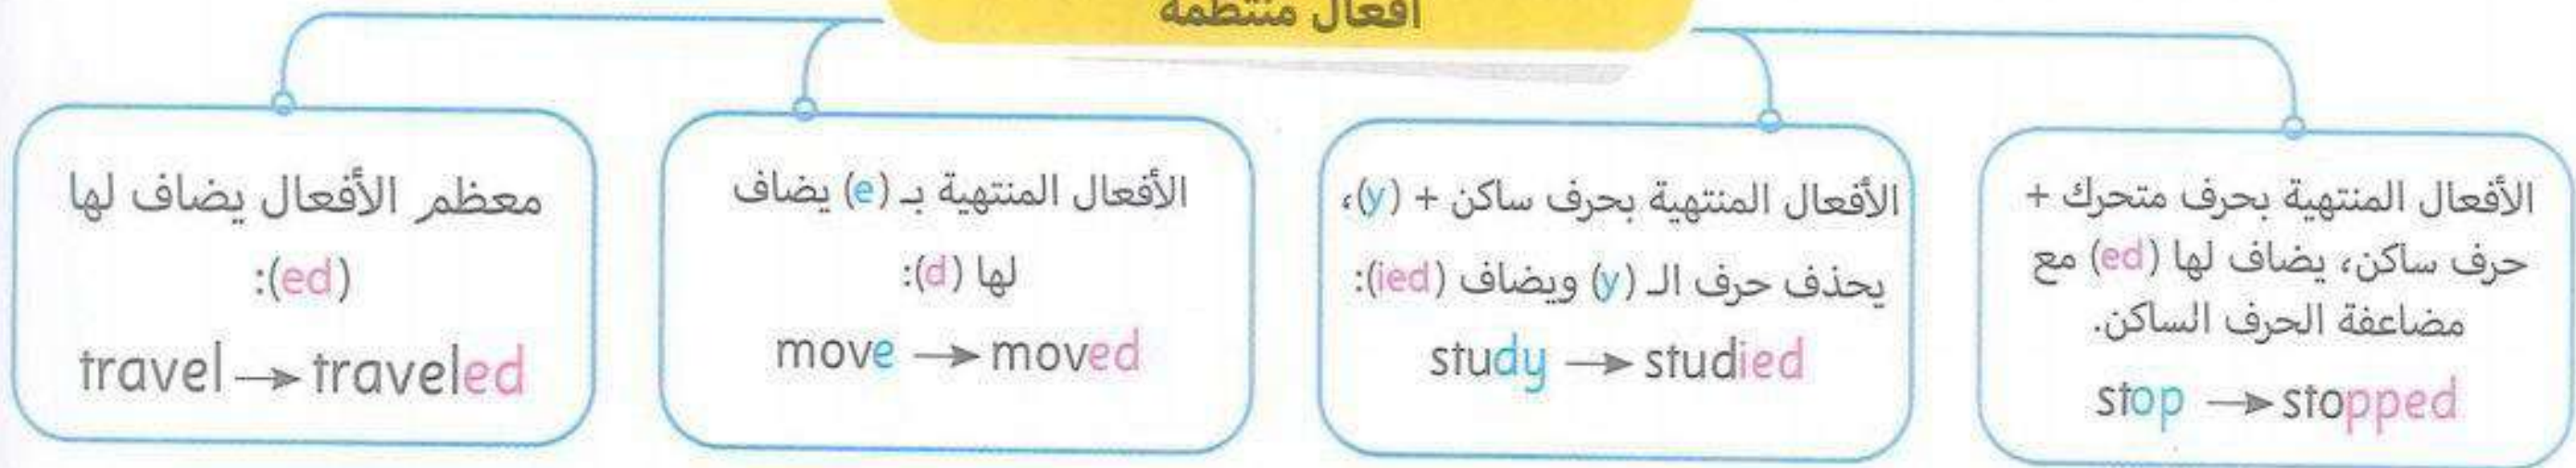 أفعال منتظمة
معظم الأفعال يضاف لها
(ed):
travel → traveled
الأفعال المنتهية بـ (e) يضاف
لها (d):
move → moved
الأفعال المنتهية بحرف ساكن + (y)،
يحذف حرف الـ (y) ويضاف (ied):
study → studied
الأفعال المنتهية بحرف متحرك +
حرف ساكن، يضاف لها (ed) مع
مضاعفة الحرف الساكن.
stop → stopped